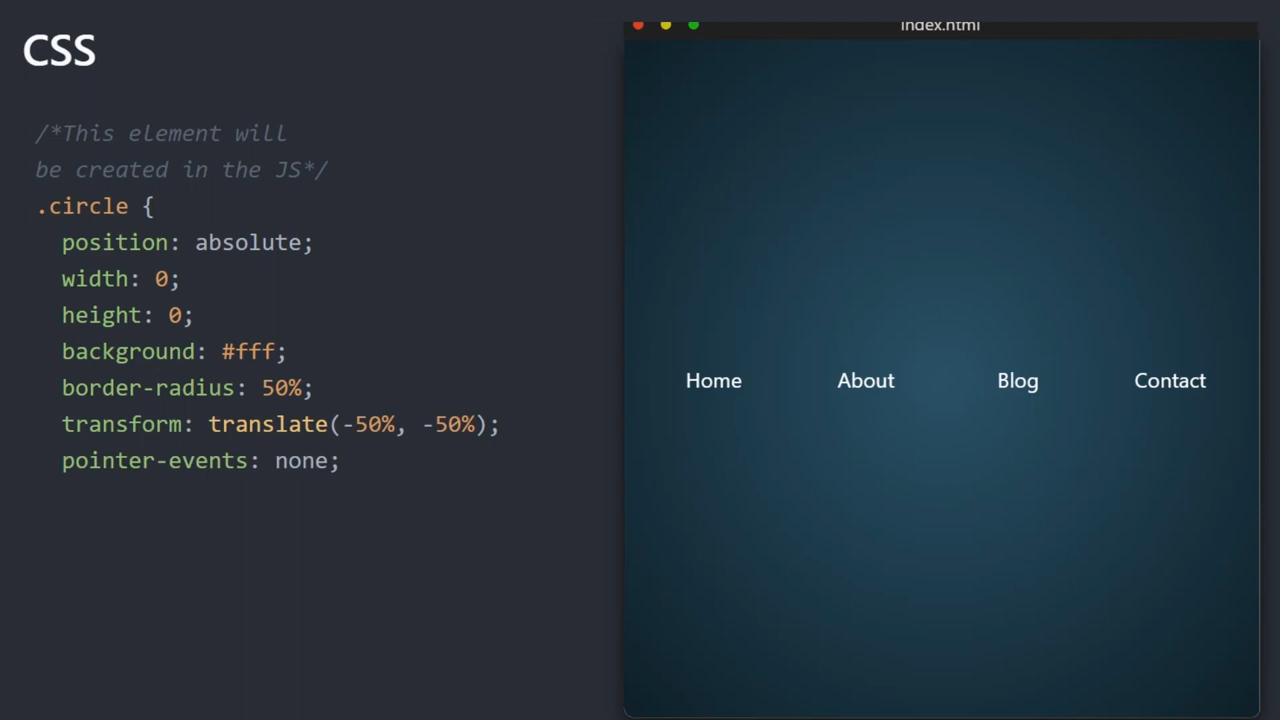 CSS
/*This element will
be created in the JS*/
.circle {
position: absolute;
width: 0;
height: 0;
background: #fff;
border-radius: 50%;
transform: translate(-50%, -50%);
pointer-events: none;
index.html
Home About Blog Contact